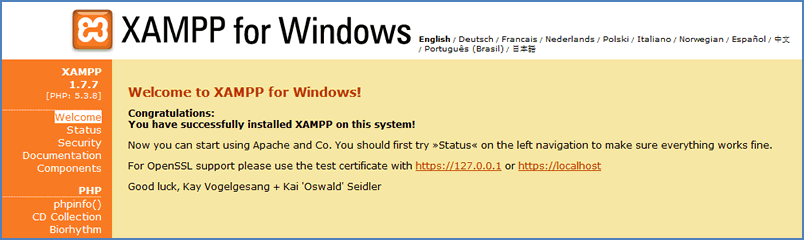 XAMPP for Windows
English / Deutsch / Francais / Nederlands / Polski / Italiano / Norwegian / Español / 中文
/ Português (Brasil) / 日本語
XAMPP
1.7.7
[PHP: 5.3.8]
Welcome
Status
Security
Documentation
Components
PHP
phpinfo()
CD Collection
Biorhythm
Welcome to XAMPP for Windows!
Congratulations:
You have successfully installed XAMPP on this system!
Now you can start using Apache and Co. You should first try »Status« on the left navigation to make sure everything works fine.
For OpenSSL support please use the test certificate with https://127.0.0.1 or https://localhost
Good luck, Kay Vogelgesang + Kai 'Oswald' Seidler